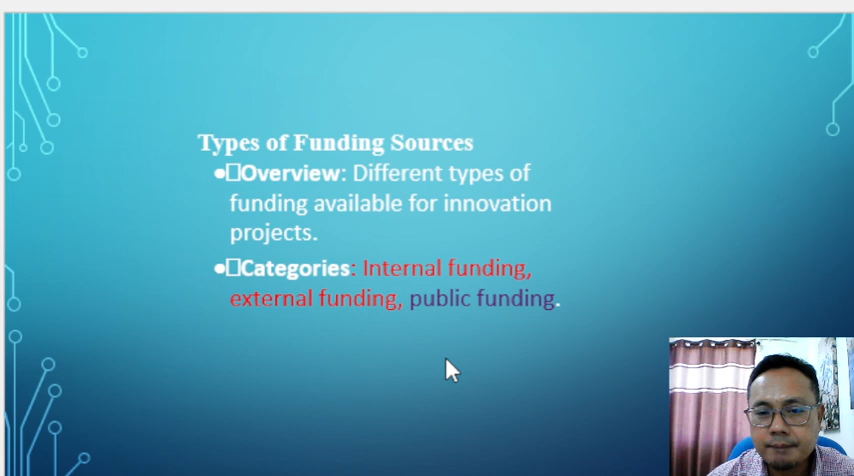 Types of Funding Sources
•□Overview: Different types of
funding available for innovation
projects.
•□Categories: Internal funding,
external funding, public funding.